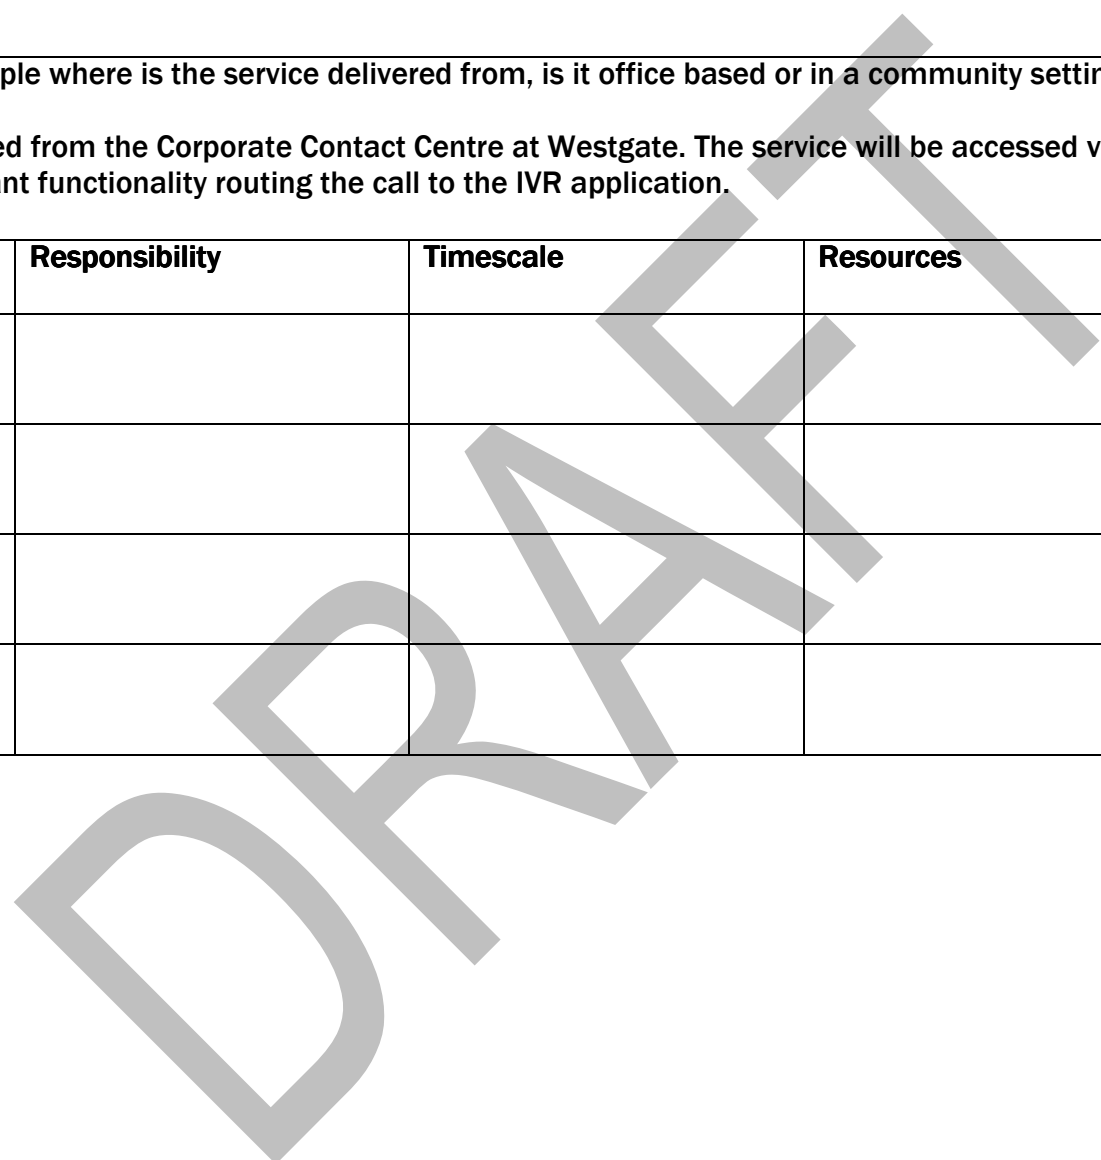 ple where is the service delivered from, is it office based or in a community settin
ed from the Corporate Contact Centre at Westgate. The service will be accessed v
ant functionality routing the call to the IVR application.
Responsibility Timescale Resources
DRAFT